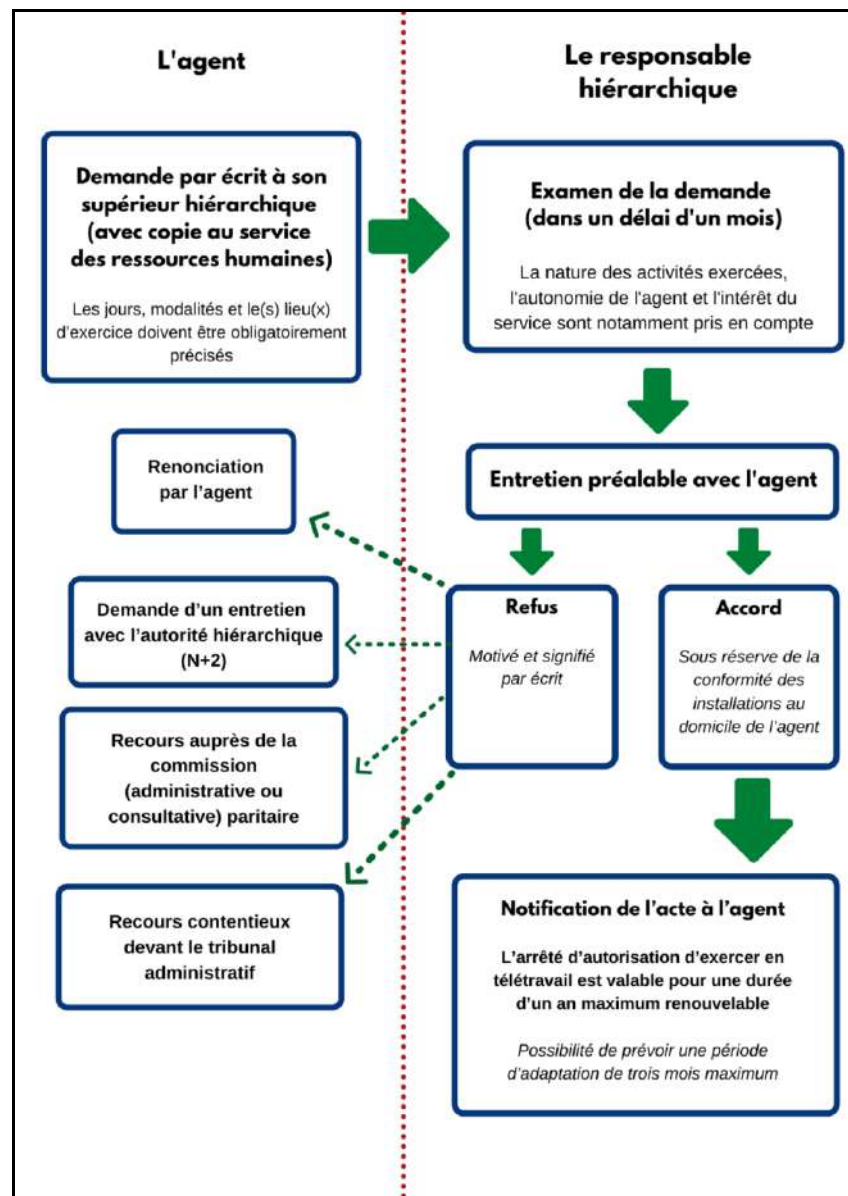 L'agent
Le responsable
hiérarchique
Demande par écrit à son
supérieur hiérarchique
(avec copie au service
des ressources humaines)
Les jours, modalités et le(s) lieu(x)
d'exercice doivent être obligatoirement
précisés
Examen de la demande
(dans un délai d'un mois)
La nature des activités exercées,
l'autonomie de l'agent et l'intérêt du
service sont notamment pris en compte
Entretien préalable avec l'agent
Renonciation
par l'agent
Demande d'un entretien
avec l'autorité hiérarchique
(N+2)
Recours auprès de la
commission
(administrative ou
consultative) paritaire
Recours contentieux
devant le tribunal
administratif
Refus
Motivé et signifié
par écrit
Accord
Sous réserve de la
conformité des
installations au
domicile de l'agent
Notification de l'acte à l'agent
L'arrêté d'autorisation d'exercer en
télétravail est valable pour une durée
d'un an maximum renouvelable
Possibilité de prévoir une période
d'adaptation de trois mois maximum